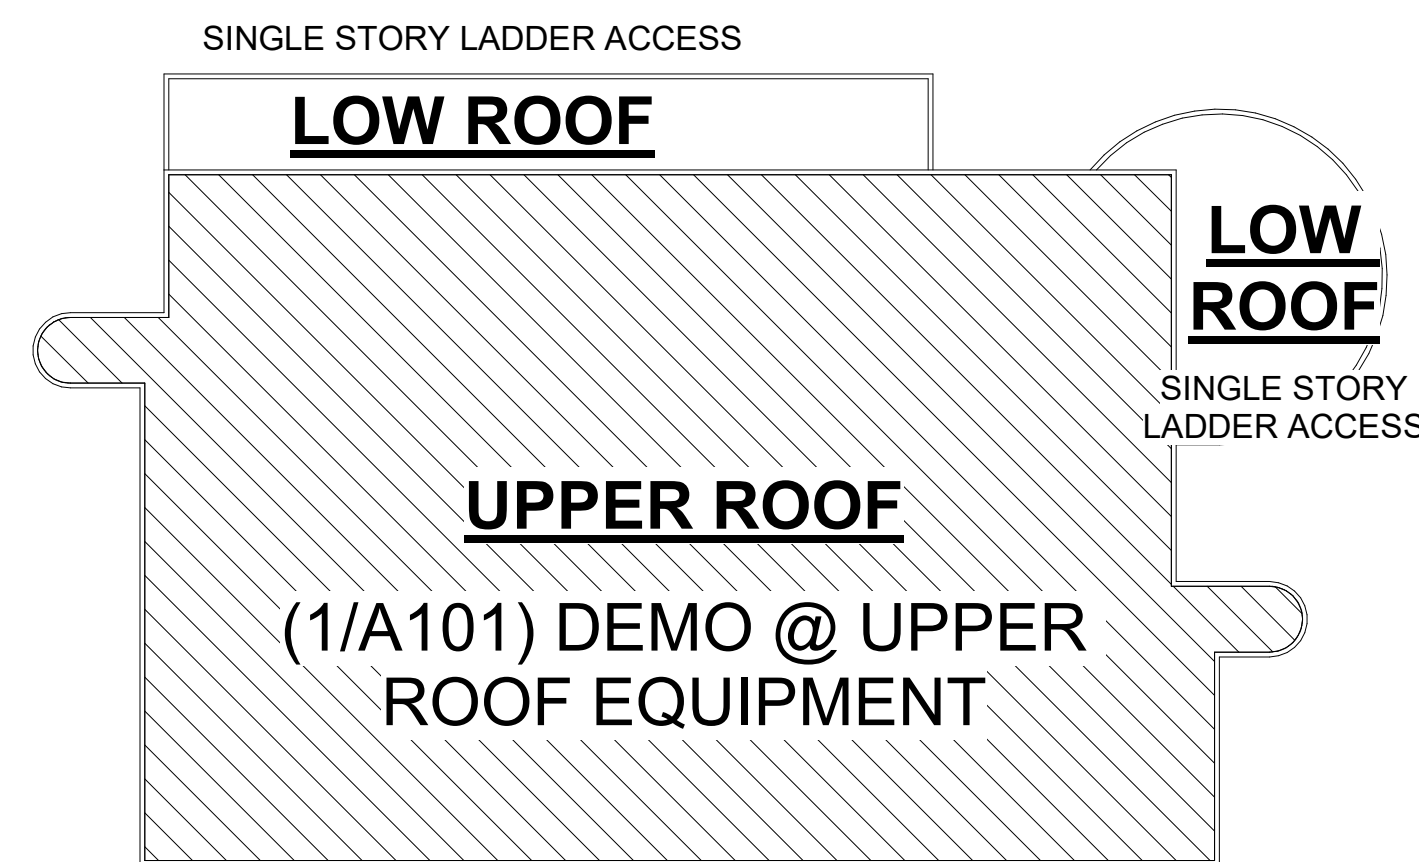 SINGLE STORY LADDER ACCESS
LOW ROOF
LOW
ROOF
SINGLE STORY
LADDER ACCESS
UPPER ROOF
(1/A101) DEMO @ UPPER
ROOF EQUIPMENT